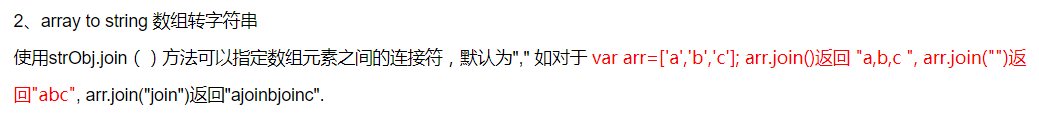 2、array to string 数组转字符串
使用strObj.join（ ）方法可以指定数组元素之间的连接符，默认为"," 如对于 var arr=['a','b','c']; arr.join()返回 "a,b,c ", arr.join("")返
回"abc", arr.join("join")返回"ajoinbjoinc".